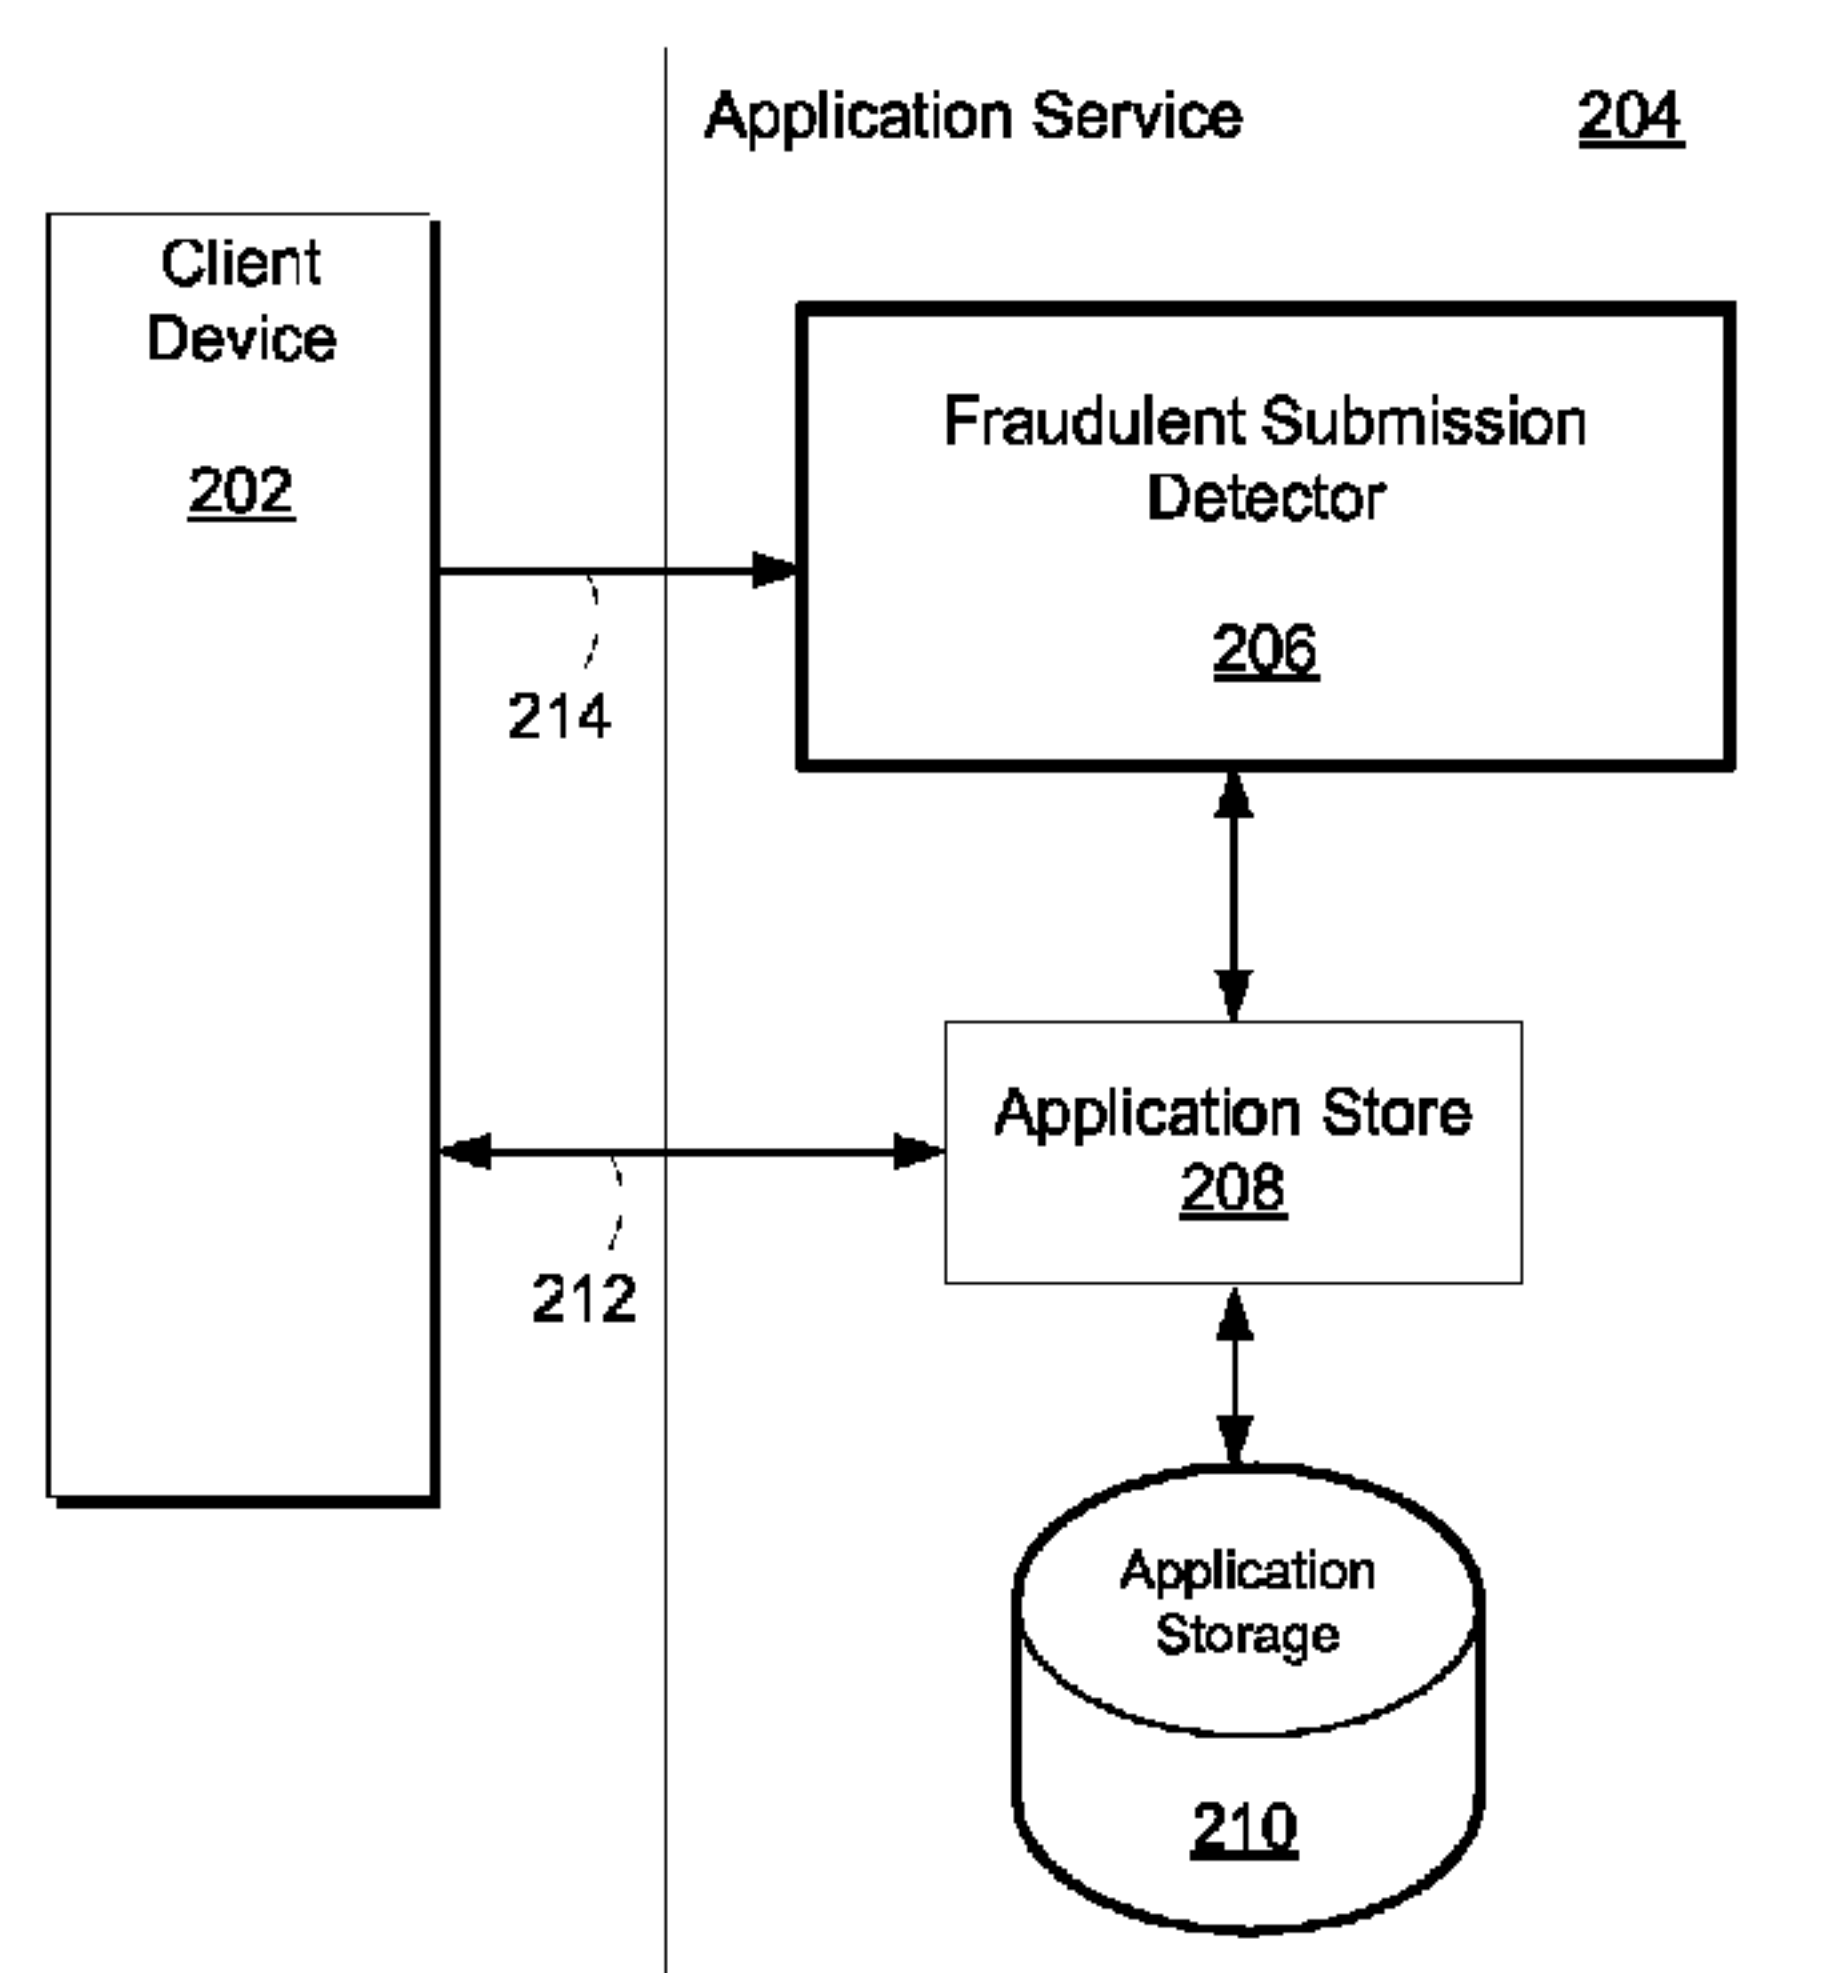 Application Service 204
Client
Device
202
Fraudulent Submission
Detector
206
214
Application Store
208
212
Application
Storage
210